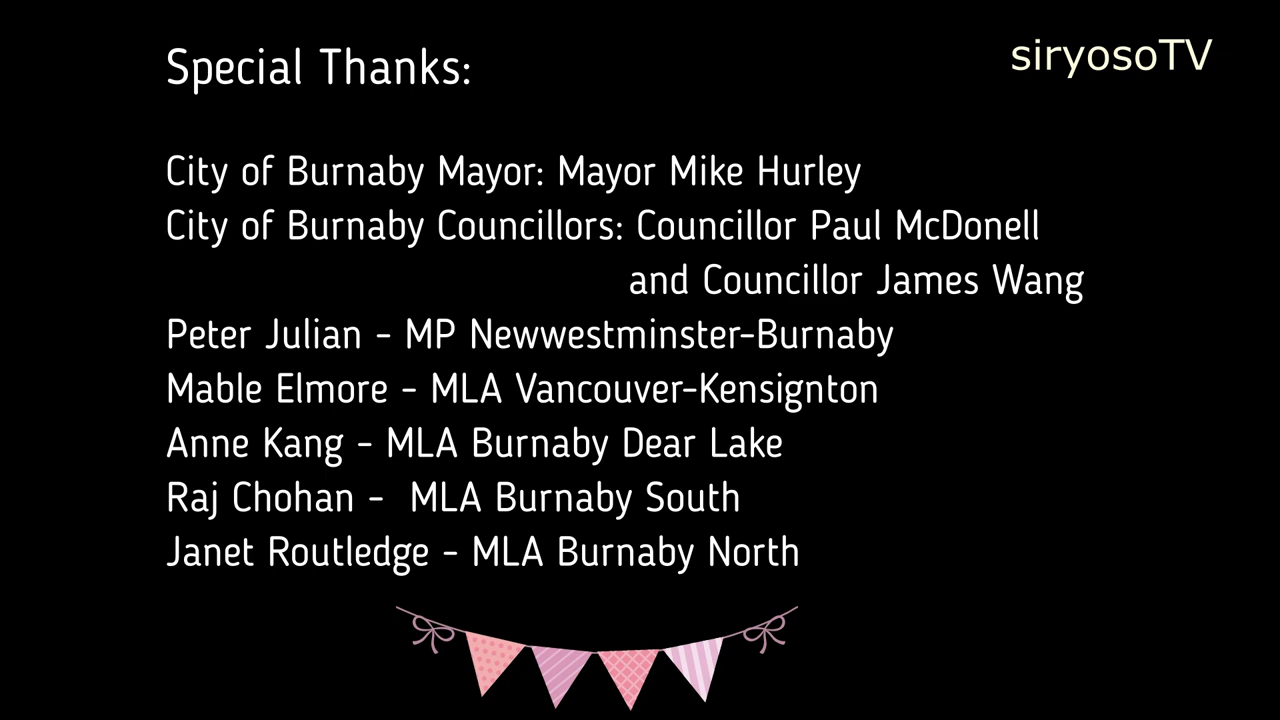 siryosoTV
Special Thanks:
City of Burnaby Mayor: Mayor Mike Hurley
City of Burnaby Councillors: Councillor Paul McDonell
and Councillor James Wang
Peter Julian - MP Newwestminster-Burnaby
Mable Elmore - MLA Vancouver-Kensignton
Anne Kang - MLA Burnaby Dear Lake
Raj Chohan -  MLA Burnaby South
Janet Routledge - MLA Burnaby North